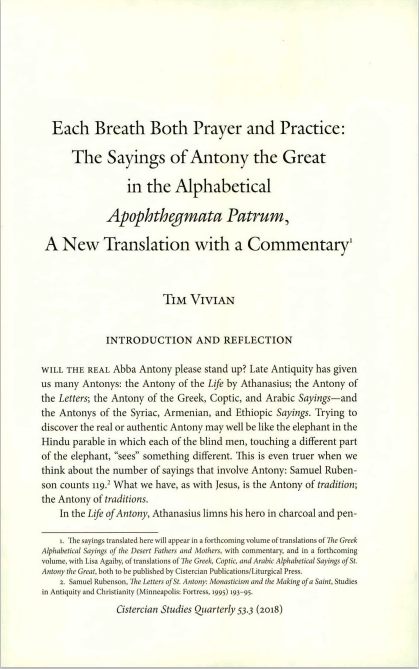 Each Breath Both Prayer and Practice:
The Sayings of Antony the Great
in the Alphabetical
Apophthegmata Patrum,
A New Translation with a Commentary¹
Tim Vivian
INTRODUCTION AND REFLECTION
WILL THE REAL Abba Antony please stand up? Late Antiquity has given
us many Antonys: the Antony of the Life by Athanasius; the Antony of
the Letters; the Antony of the Greek, Coptic, and Arabic Sayings—and
the Antonys of the Syriac, Armenian, and Ethiopic Sayings. Trying to
discover the real or authentic Antony may well be like the elephant in the
Hindu parable in which each of the blind men, touching a different part
of the elephant, “sees” something different. This is even truer when we
think about the number of sayings that involve Antony: Samuel Ruben-
son counts 119.² What we have, as with Jesus, is the Antony of tradition;
the Antony of traditions.
In the Life of Antony, Athanasius limns his hero in charcoal and pen-
1. The sayings translated here will appear in a forthcoming volume of translations of The Greek
Alphabetical Sayings of the Desert Fathers and Mothers, with commentary, and in a forthcoming
volume, with Lisa Agaiby, of translations of The Greek, Coptic, and Arabic Alphabetical Sayings of St.
Antony the Great, both to be published by Cistercian Publications/Liturgical Press.
2. Samuel Rubenson, The Letters of St. Antony: Monasticism and the Making of a Saint, Studies
in Antiquity and Christianity (Minneapolis: Fortress, 1995) 193–95.
Cistercian Studies Quarterly 53.3 (2018)